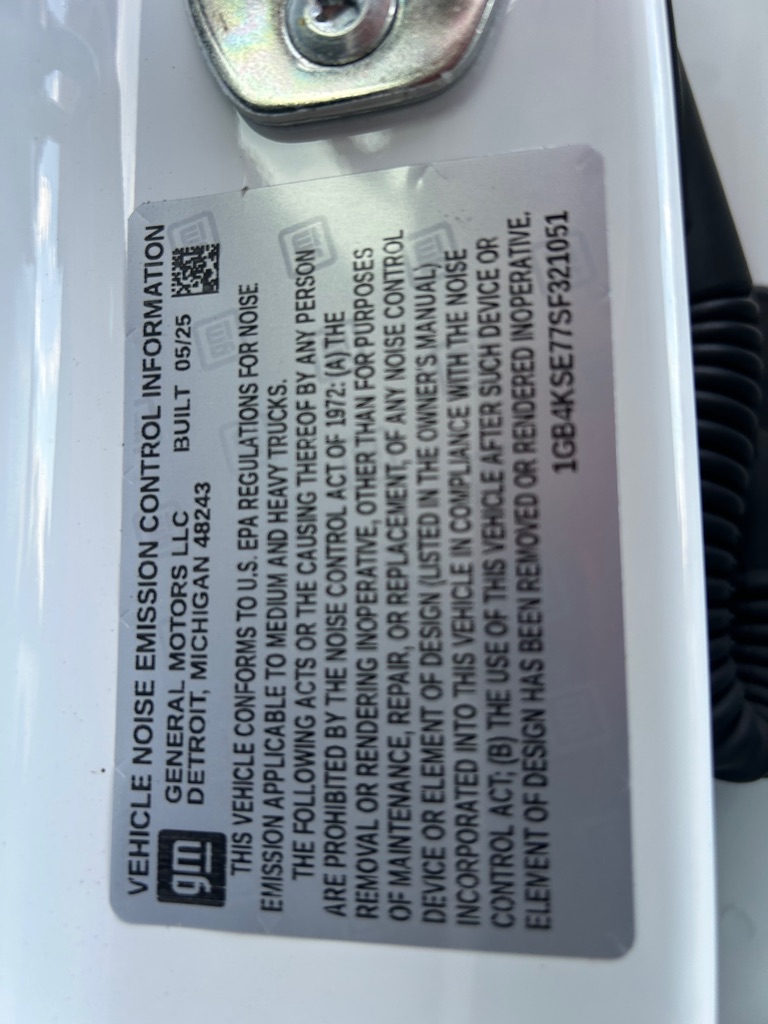 VEHICLE NOISE EMISSION CONTROL INFORMATION
gm
GENERAL MOTORS LLC BUILT 05/25
DETROIT, MICHIGAN 48243
THIS VEHICLE CONFORMS TO U.S. EPA REGULATIONS FOR NOISE
EMISSION APPLICABLE TO MEDIUM AND HEAVY TRUCKS.
THE FOLLOWING ACTS OR THE CAUSING THEREOF BY ANY PERSON
ARE PROHIBITED BY THE NOISE CONTROL ACT OF 1972: (A) THE
REMOVAL OR RENDERING INOPERATIVE, OTHER THAN FOR PURPOSES
OF MAINTENANCE, REPAIR, OR REPLACEMENT, OF ANY NOISE CONTROL
DEVICE OR ELEMENT OF DESIGN (LISTED IN THE OWNER'S MANUAL)
INCORPORATED INTO THIS VEHICLE IN COMPLIANCE WITH THE NOISE
CONTROL ACT; (B) THE USE OF THIS VEHICLE AFTER SUCH DEVICE OR
ELEMENT OF DESIGN HAS BEEN REMOVED OR RENDERED INOPERATIVE.
1GB4KSE77SF321051